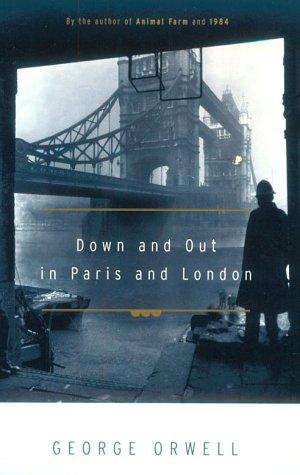 By the author of Animal Farm and 1984
Down and Out
in Paris and London
GEORGE ORWELL